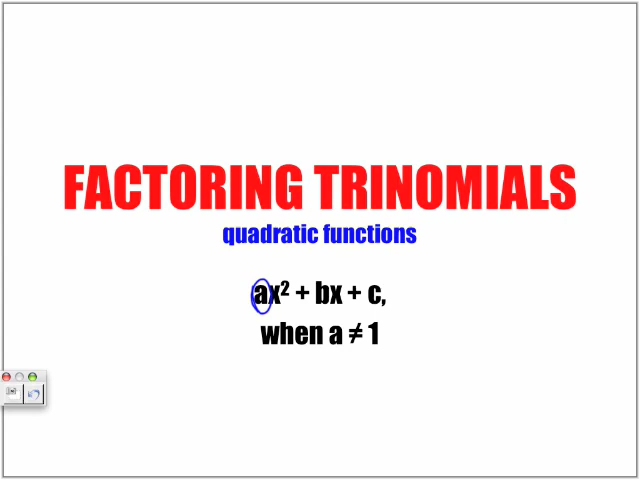 FACTORING TRINOMIALS
quadratic functions
ax² + bx + c,
when a ≠ 1